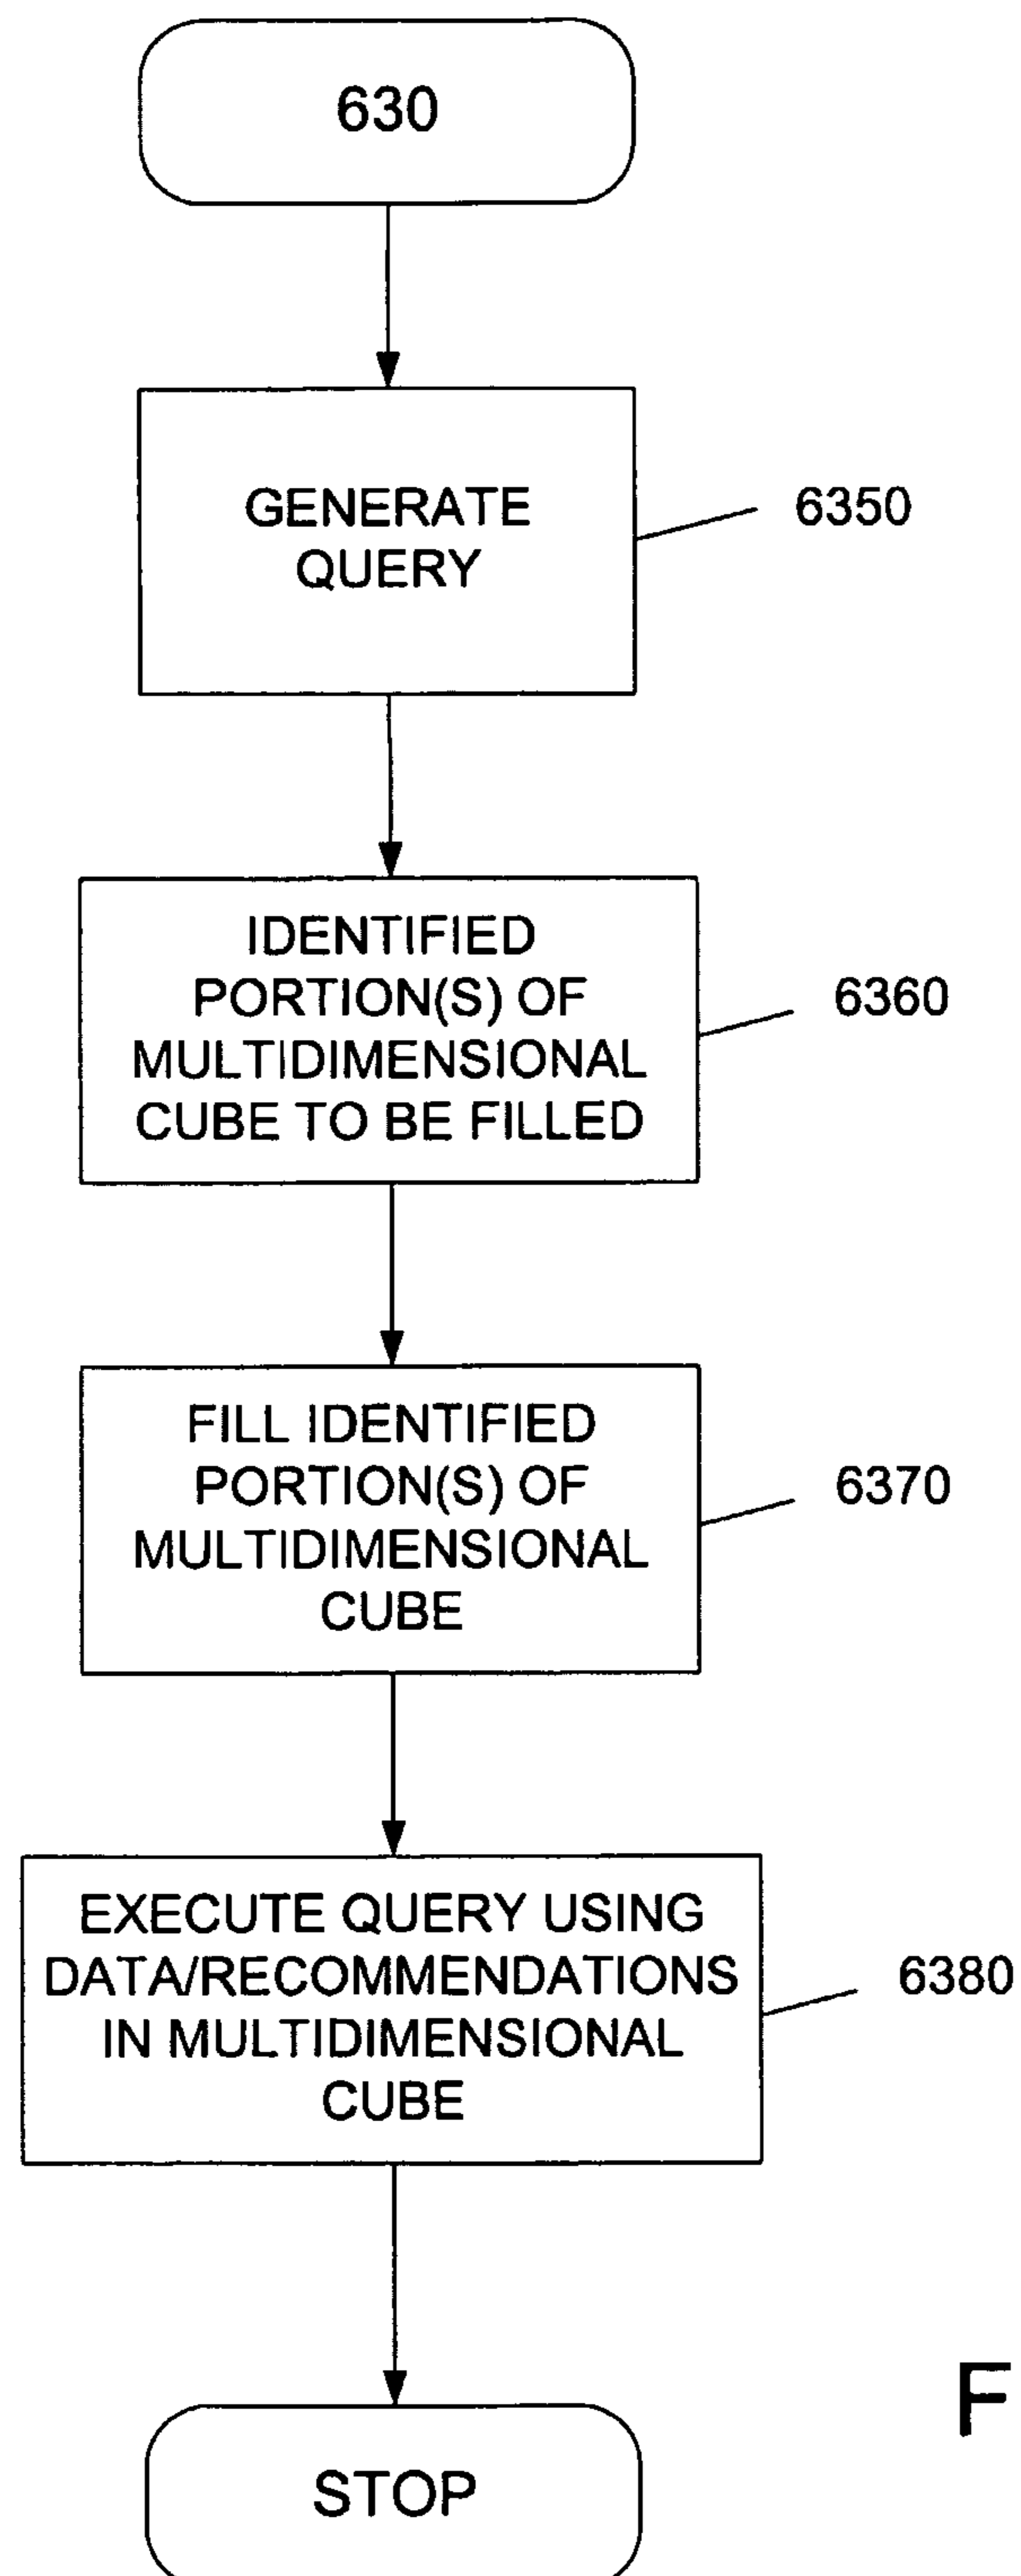 630
GENERATE
QUERY
6350
IDENTIFIED
PORTION(S) OF
MULTIDIMENSIONAL
CUBE TO BE FILLED
6360
FILL IDENTIFIED
PORTION(S) OF
MULTIDIMENSIONAL
CUBE
6370
EXECUTE QUERY USING
DATA/RECOMMENDATIONS
IN MULTIDIMENSIONAL
CUBE
6380
F
STOP